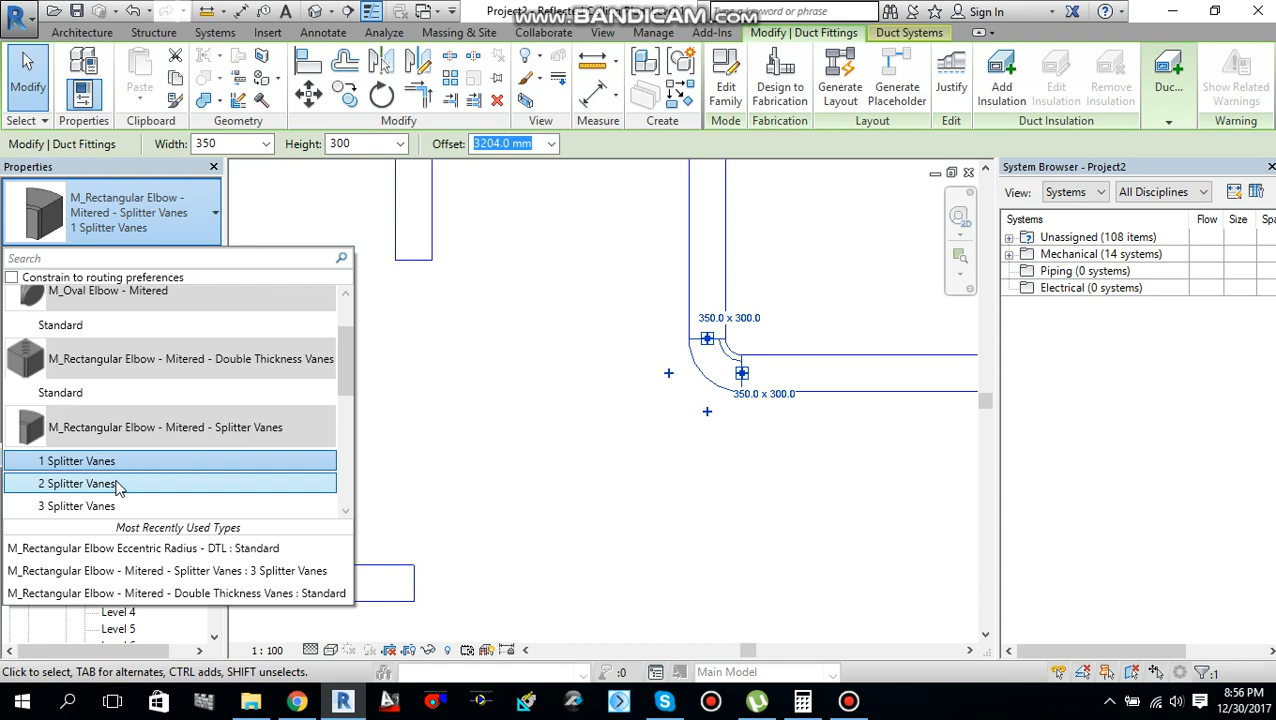 Project2 - Reflected Ceiling Plan
www.BANDICAM.com
Type a keyword or phrase
Sign In
Architecture Structure Systems Insert Annotate Analyze Massing & Site Collaborate View Manage Add-Ins Modify | Duct Fittings Duct Systems
Modify
Paste
Edit Family
Design to Fabrication
Generate Layout
Generate Placeholder
Justify
Add Insulation
Edit Insulation
Remove Insulation
Duc...
Show Related Warnings
Select Properties Clipboard Geometry Modify View Measure Create Mode Fabrication Layout Edit Duct Insulation Warning
Modify | Duct Fittings Width: 350 Height: 300 Offset: 3204.0 mm
Properties
M_Rectangular Elbow -
Mitered - Splitter Vanes
1 Splitter Vanes
Search
Constrain to routing preferences
M_Oval Elbow - Mitered
Standard
M_Rectangular Elbow - Mitered - Double Thickness Vanes
Standard
M_Rectangular Elbow - Mitered - Splitter Vanes
1 Splitter Vanes
2 Splitter Vanes
3 Splitter Vanes
Most Recently Used Types
M_Rectangular Elbow Eccentric Radius - DTL : Standard
M_Rectangular Elbow - Mitered - Splitter Vanes : 3 Splitter Vanes
M_Rectangular Elbow - Mitered - Double Thickness Vanes : Standard
Level 4
Level 5
350.0 x 300.0
350.0 x 300.0
2D
System Browser - Project2
View: Systems All Disciplines
Systems Flow Size
Unassigned (108 items)
Mechanical (14 systems)
Piping (0 systems)
Electrical (0 systems)
1 : 100
Click to select, TAB for alternates, CTRL adds, SHIFT unselects.
:0
Main Model
:1
8:56 PM
12/30/2017